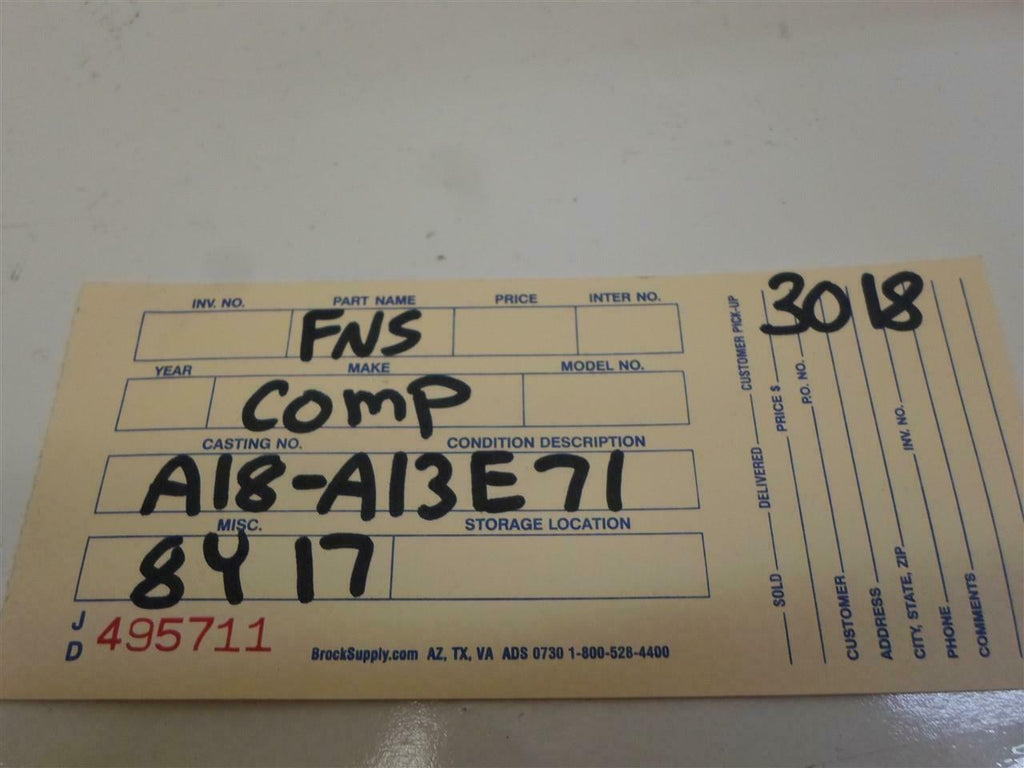 INV. NO. PART NAME PRICE INTER NO.
FNS
YEAR MAKE MODEL NO.
COMP
CASTING NO. CONDITION DESCRIPTION
A18-A13E71
MISC. STORAGE LOCATION
8Y17
J D 495711
BrockSupply.com AZ, TX, VA ADS 0730 1-800-528-4400
3018
SOLD DELIVERED CUSTOMER PICK-UP
PRICE $
P.O. NO.
CUSTOMER
ADDRESS INV. NO.
CITY, STATE, ZIP
PHONE
COMMENTS